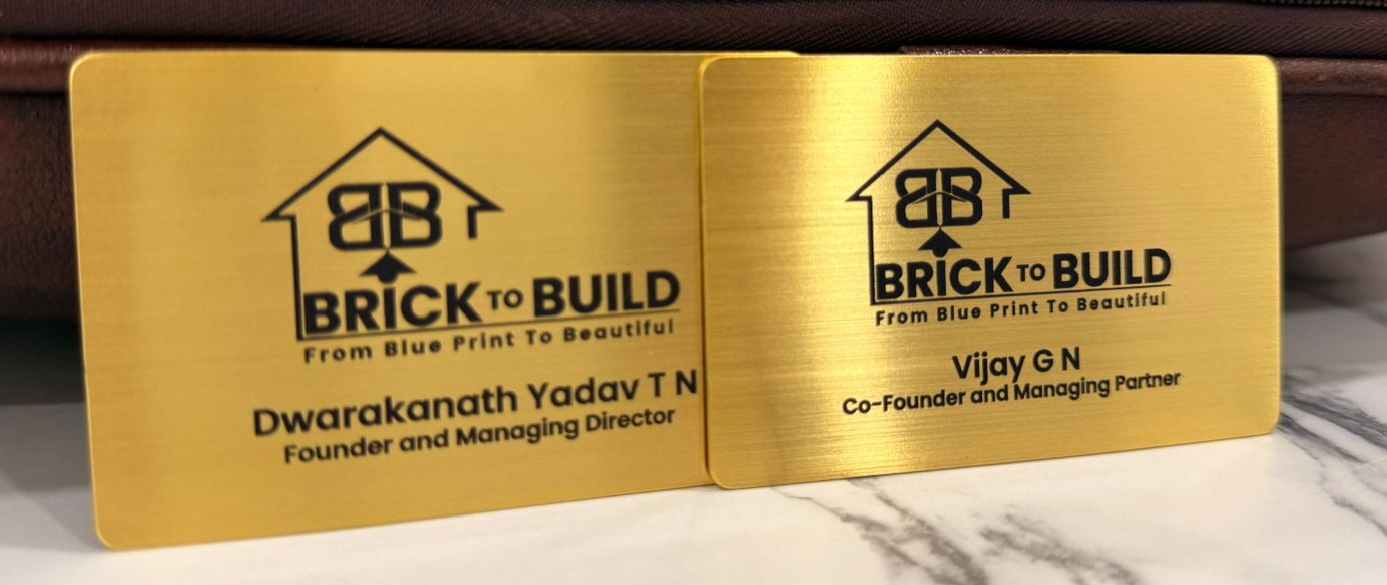 BB
BRICK TO BUILD
From Blue Print To Beautiful
Dwarakanath Yadav T N
Founder and Managing Director
BB
BRICK TO BUILD
From Blue Print To Beautiful
Vijay G N
Co-Founder and Managing Partner